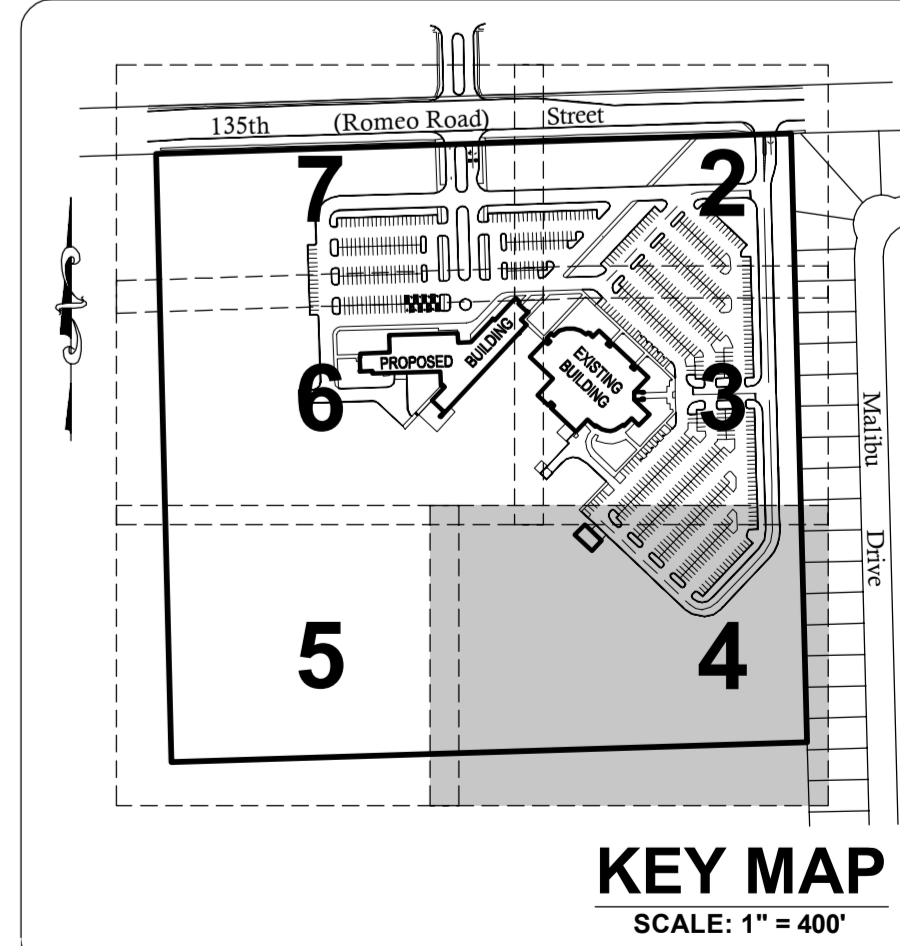 135th (Romeo Road) Street
7
2
PROPOSED BUILDING
EXISTING
BUILDING
6
3
Malibu Drive
5
4
KEY MAP
SCALE: 1" = 400'